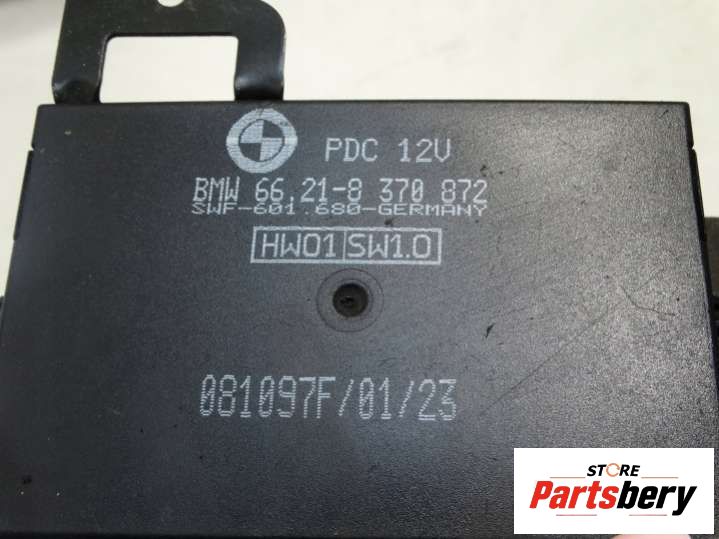 PDC 12V
BMW 66.21-8 370 872
SWF-601.680-GERMANY
HW01 SW1.0
081097F/01/23
STORE
Partsbery